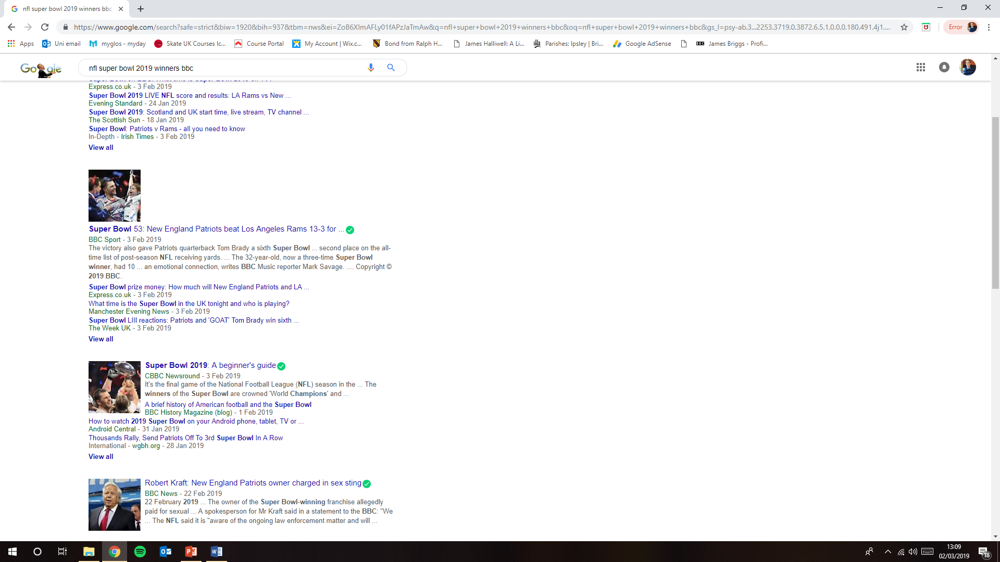 nfl super bowl 2019 winners bbc
https://www.google.com/search?safe=strict&biw=1920&bih=937&tbm=nws&ei=ZoB6XImAFLy01fAPzJaTmAw&q=nfl+super+bowl+2019+winners+bbc&oq=nfl+super+bowl+2019+winners+bbc&gs_l=psy-ab.3...2253.3719.0.3872.6.5.1.0.0.0.180.491.4j1....
Error
Apps Uni email myglos - myday Skate UK Courses Ic... Course Portal My Account | Wix.c... Bond from Ralph H... James Halliwell: A Li... Parishes: Ipsley | Bri... Google AdSense BBC James Briggs - Profi...
Google nfl super bowl 2019 winners bbc
Express.co.uk - 3 Feb 2019
Super Bowl 2019 LIVE NFL score and results: LA Rams vs New ...
Evening Standard - 24 Jan 2019
Super Bowl 2019: Scotland and UK start time, live stream, TV channel ...
The Scottish Sun - 18 Jan 2019
Super Bowl: Patriots v Rams - all you need to know
In-Depth - Irish Times - 3 Feb 2019
View all
Super Bowl 53: New England Patriots beat Los Angeles Rams 13-3 for ...
BBC Sport - 3 Feb 2019
The victory also gave Patriots quarterback Tom Brady a sixth Super Bowl ... second place on the all-
time list of post-season NFL receiving yards. ... The 32-year-old, now a three-time Super Bowl
winner, had 10 ... an emotional connection, writes BBC Music reporter Mark Savage. .... Copyright ©
2019 BBC.
Super Bowl prize money: How much will New England Patriots and LA ...
Express.co.uk - 3 Feb 2019
What time is the Super Bowl in the UK tonight and who is playing?
Manchester Evening News - 3 Feb 2019
Super Bowl LIII reactions: Patriots and 'GOAT' Tom Brady win sixth ...
The Week UK - 3 Feb 2019
View all
Super Bowl 2019: A beginner's guide
CBBC Newsround - 3 Feb 2019
It's the final game of the National Football League (NFL) season in the ... The
winners of the Super Bowl are crowned 'World Champions' and ...
A brief history of American football and the Super Bowl
BBC History Magazine (blog) - 1 Feb 2019
How to watch 2019 Super Bowl on your Android phone, tablet, TV or ...
Android Central - 31 Jan 2019
Thousands Rally, Send Patriots Off To 3rd Super Bowl In A Row
International - wgbh.org - 28 Jan 2019
View all
Robert Kraft: New England Patriots owner charged in sex sting
BBC News - 22 Feb 2019
22 February 2019 ... The owner of the Super Bowl-winning franchise allegedly
paid for sexual ... A spokesperson for Mr Kraft said in a statement to the BBC: "We
... The NFL said it is "aware of the ongoing law enforcement matter and will ...
13:09
02/03/2019
18